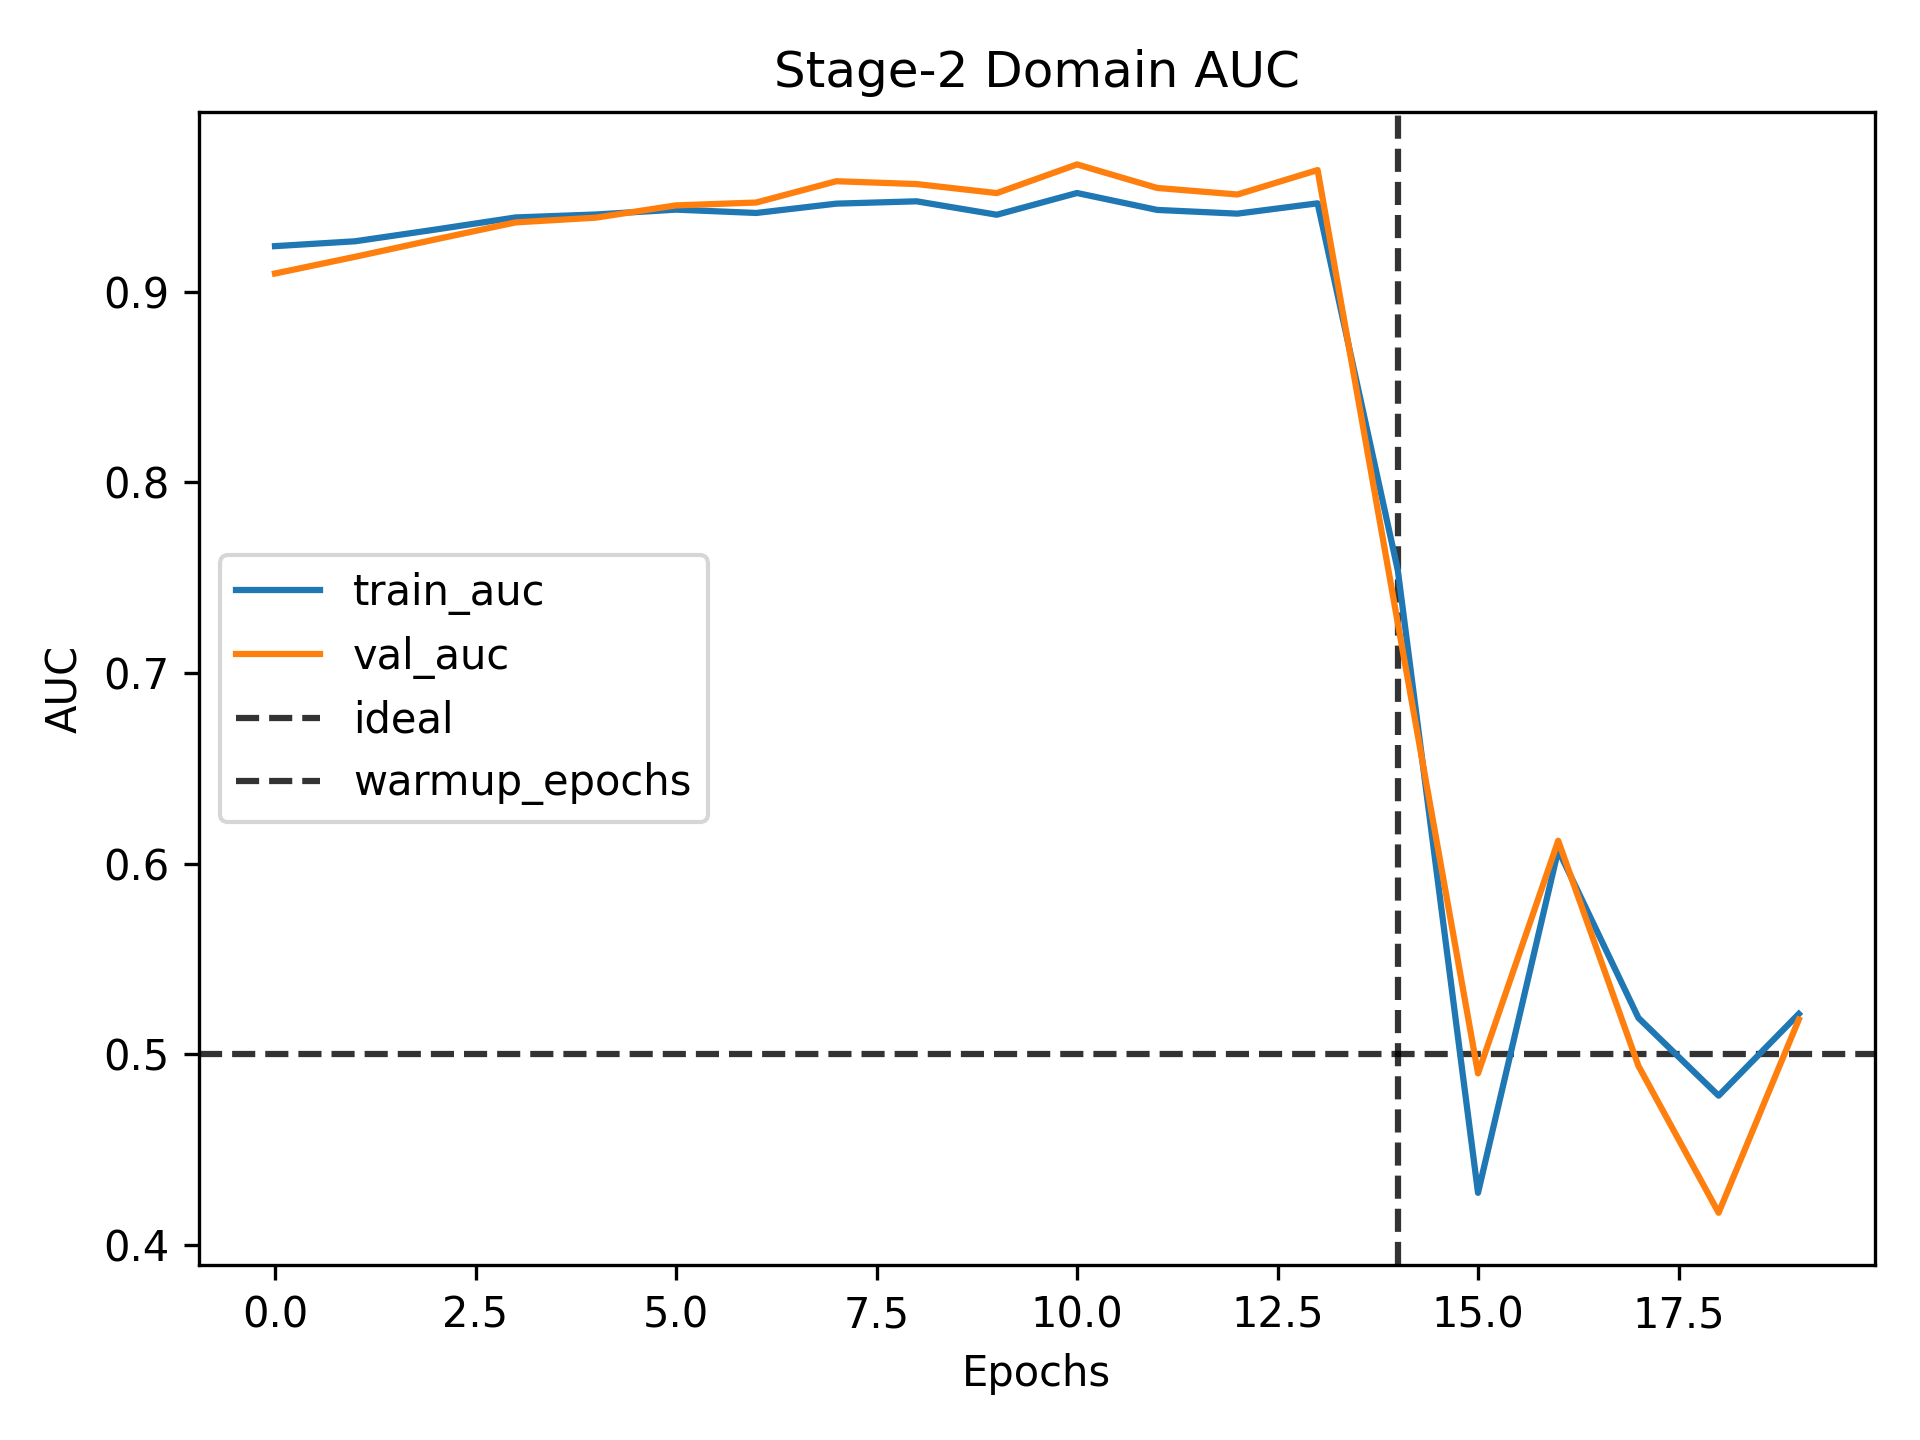 Stage-2 Domain AUC
AUC
0.9
0.8
0.7
0.6
0.5
0.4
train_auc
val_auc
ideal
warmup_epochs
0.0 2.5 5.0 7.5 10.0 12.5 15.0 17.5
Epochs